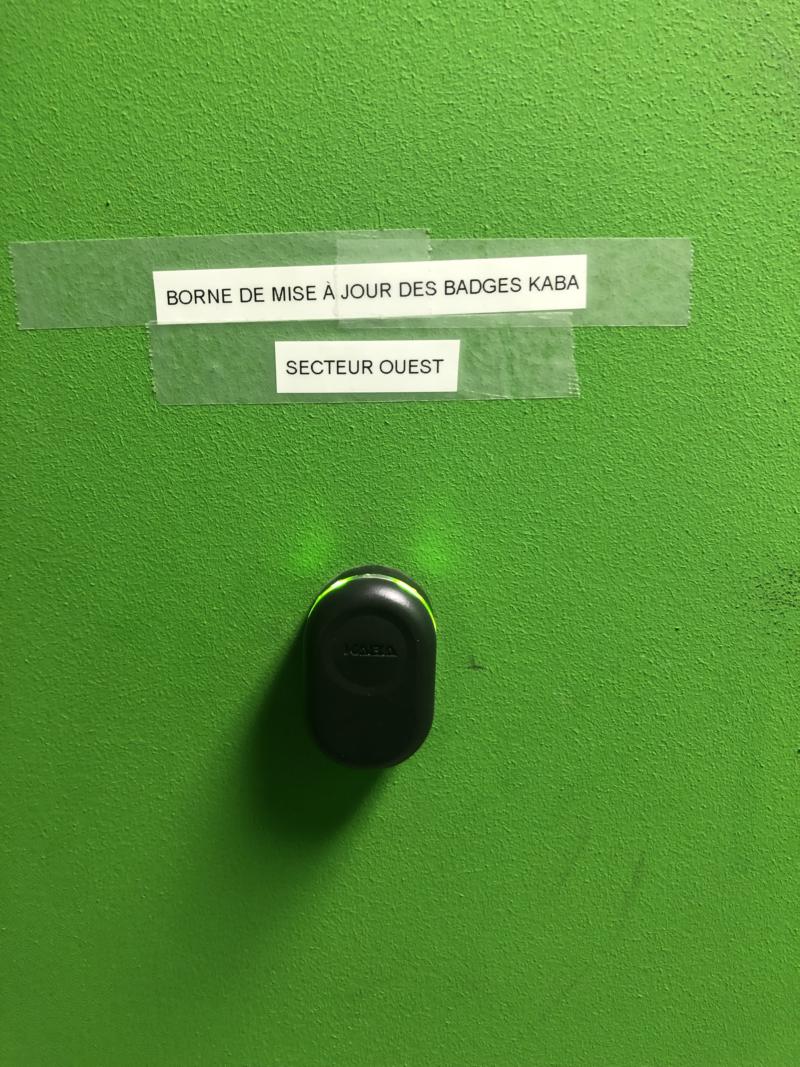 BORNE DE MISE À JOUR DES BADGES KABA
SECTEUR OUEST
KABA